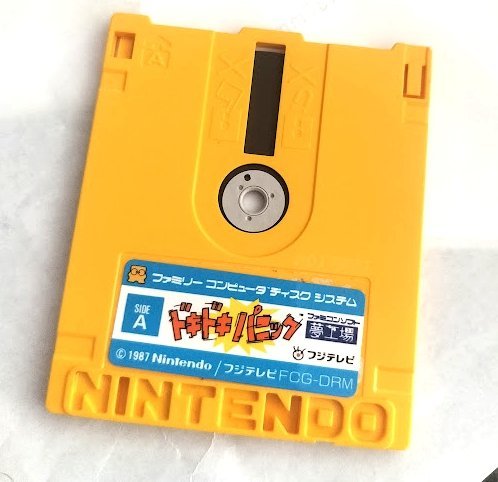 ファミリー コンピュータ ディスク システム
SIDE
A
ドキドキパニック
ファミコンソフト
夢工場
フジテレビ
© 1987 Nintendo / フジテレビ FCG-DRM
NINTENDO